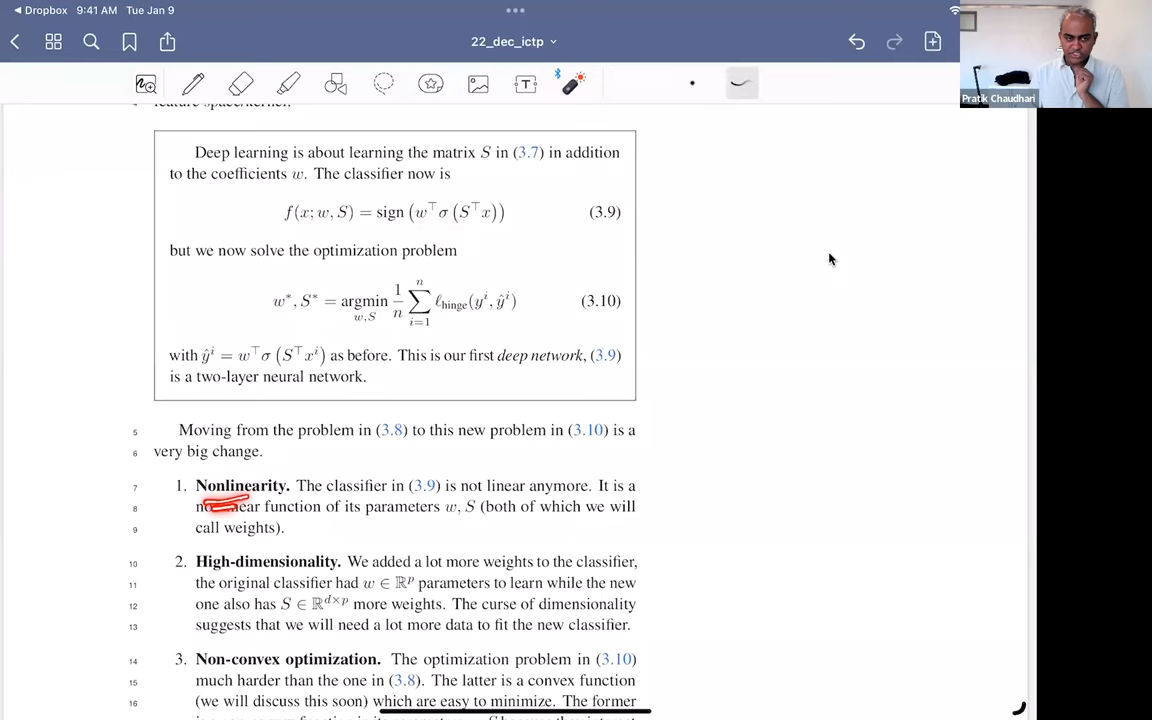 Dropbox 9:41 AM Tue Jan 9
22_dec_ictp
Pratik Chaudhari
4 feature space/kernel.
Deep learning is about learning the matrix S in (3.7) in addition
to the coefficients w. The classifier now is
f(x; w, S) = sign (w⊤σ (S⊤x)) (3.9)
but we now solve the optimization problem
w*, S* = argmin w,S 1/n ∑ i=1 n ℓhinge(yⁱ, ŷⁱ) (3.10)
with ŷⁱ = w⊤σ (S⊤xⁱ) as before. This is our first deep network, (3.9)
is a two-layer neural network.
5 Moving from the problem in (3.8) to this new problem in (3.10) is a
6 very big change.
7 1. Nonlinearity. The classifier in (3.9) is not linear anymore. It is a
8 nonlinear function of its parameters w, S (both of which we will
9 call weights).
10 2. High-dimensionality. We added a lot more weights to the classifier,
11 the original classifier had w ∈ ℝᵖ parameters to learn while the new
12 one also has S ∈ ℝᵈˣᵖ more weights. The curse of dimensionality
13 suggests that we will need a lot more data to fit the new classifier.
14 3. Non-convex optimization. The optimization problem in (3.10)
15 much harder than the one in (3.8). The latter is a convex function
16 (we will discuss this soon) which are easy to minimize. The former